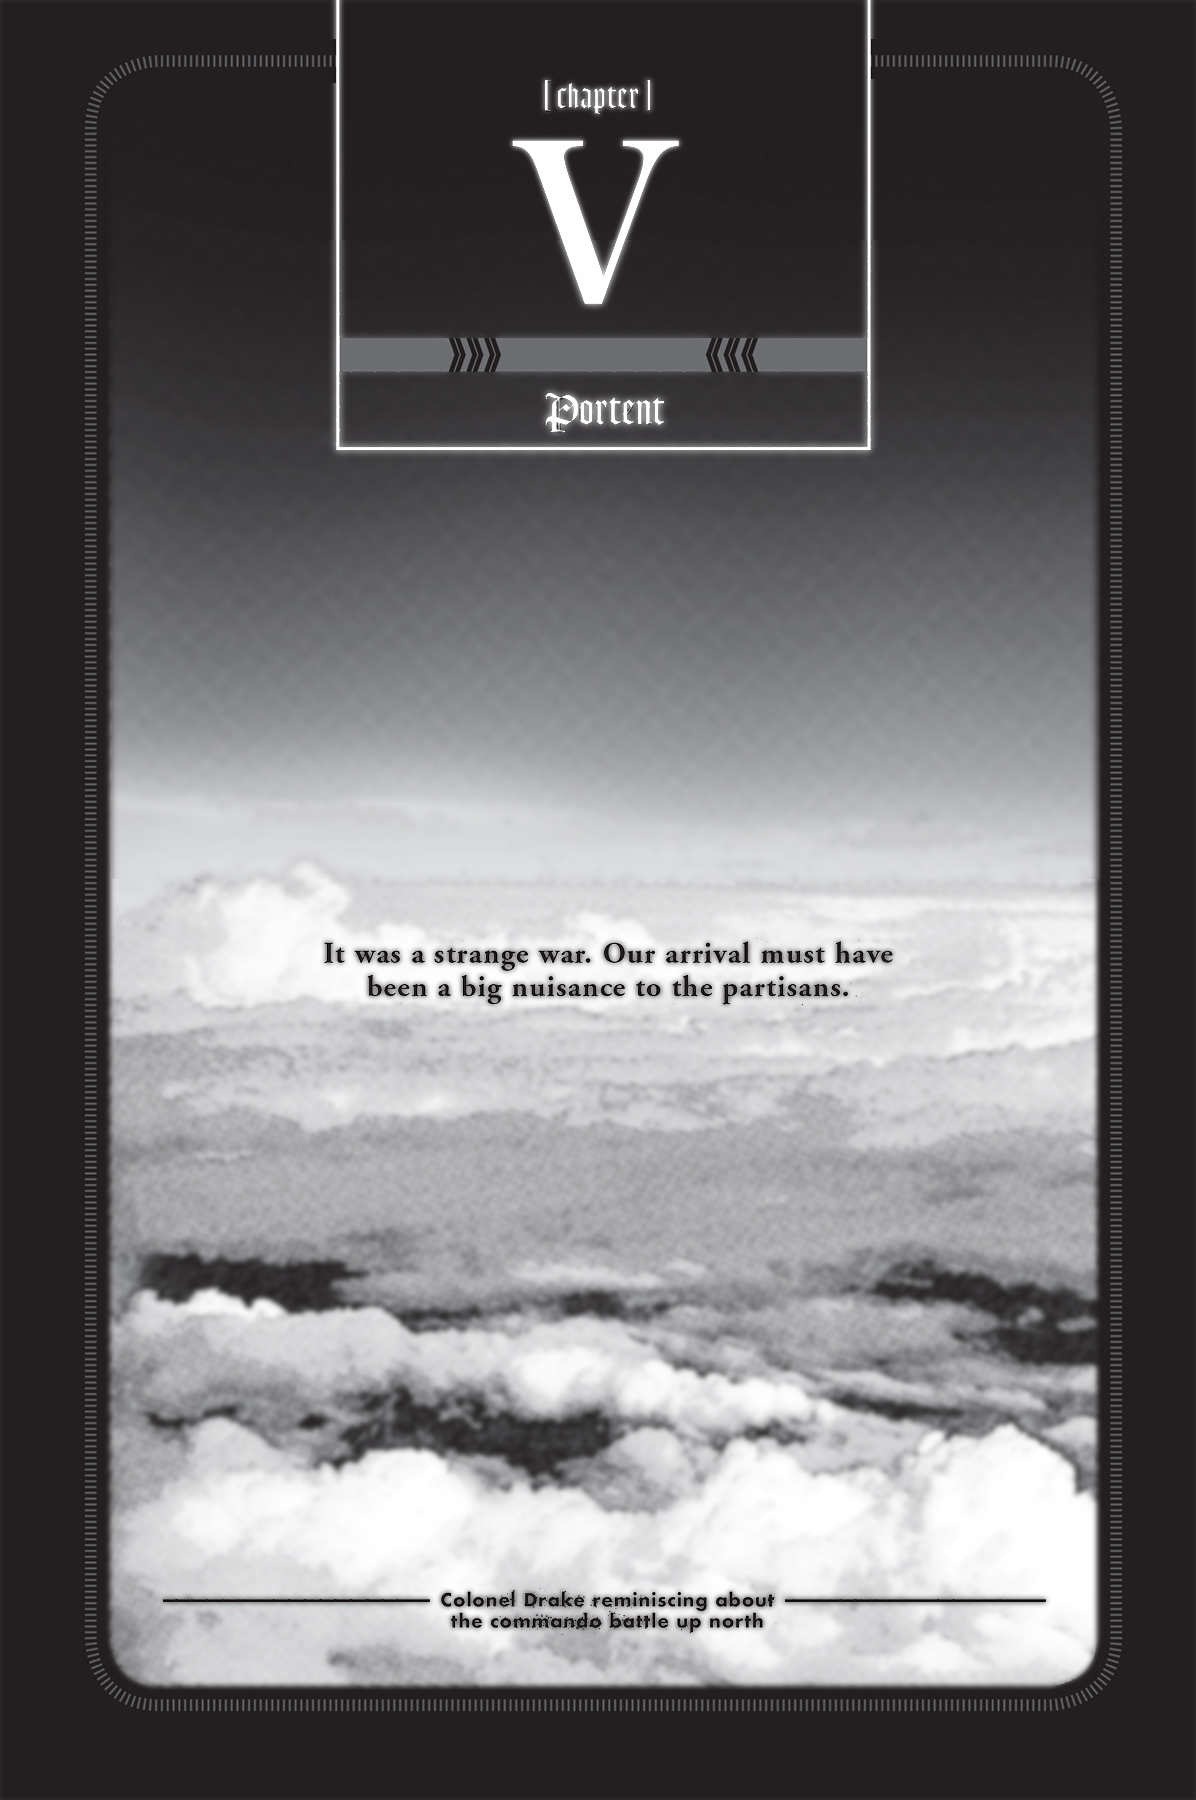 [chapter]
V
Portent
It was a strange war. Our arrival must have
been a big nuisance to the partisans.
Colonel Drake reminiscing about
the commando battle up north